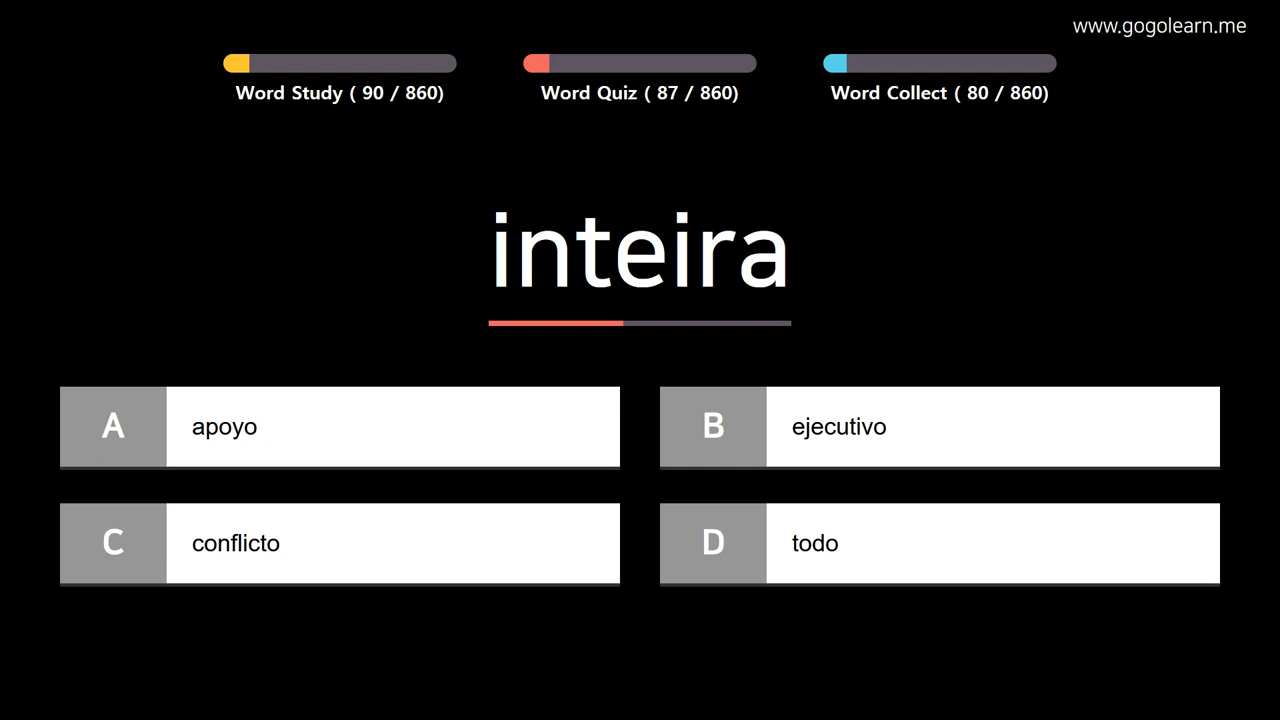 www.gogolearn.me
Word Study ( 90 / 860)
Word Quiz ( 87 / 860)
Word Collect ( 80 / 860)
inteira
A apoyo
B ejecutivo
C conflicto
D todo